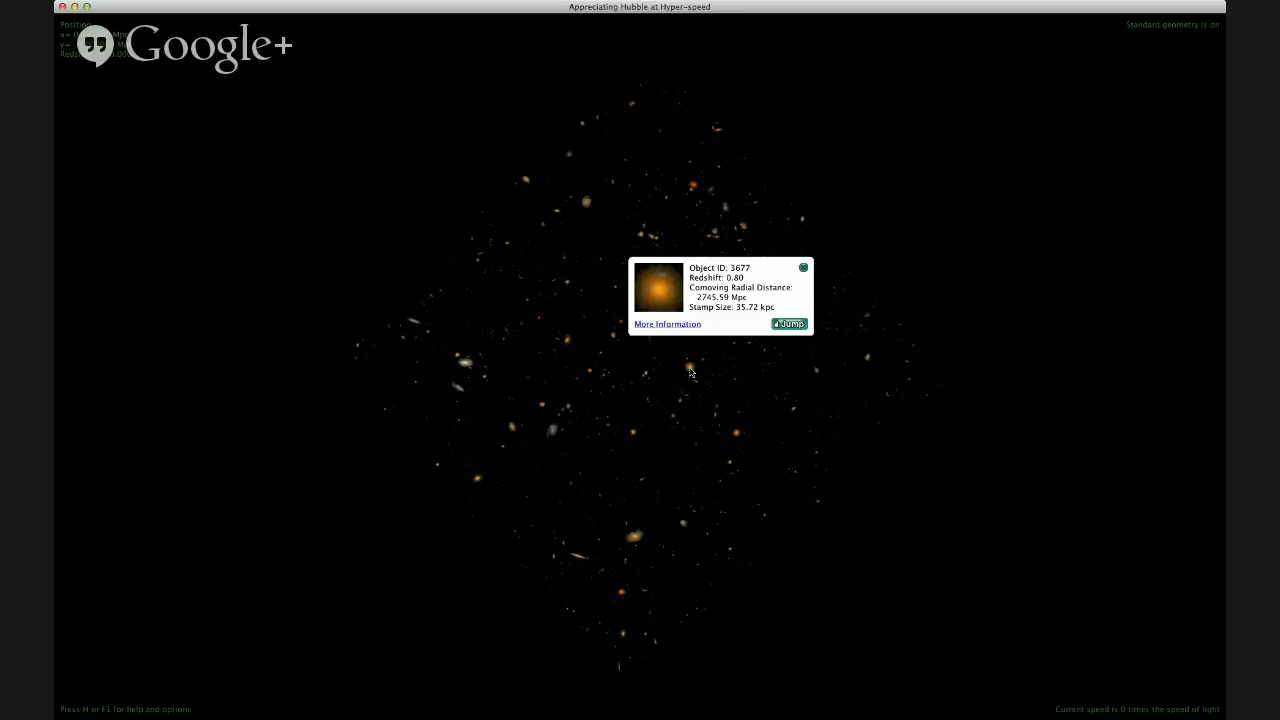 Appreciating Hubble at Hyper-speed
Position
Google+
Standard geometry is on
Object ID: 3677
Redshift: 0.80
Comoving Radial Distance:
2745.59 Mpc
Stamp Size: 35.72 kpc
More Information
Jump
Press H or F1 for help and options
Current speed is 0 times the speed of light